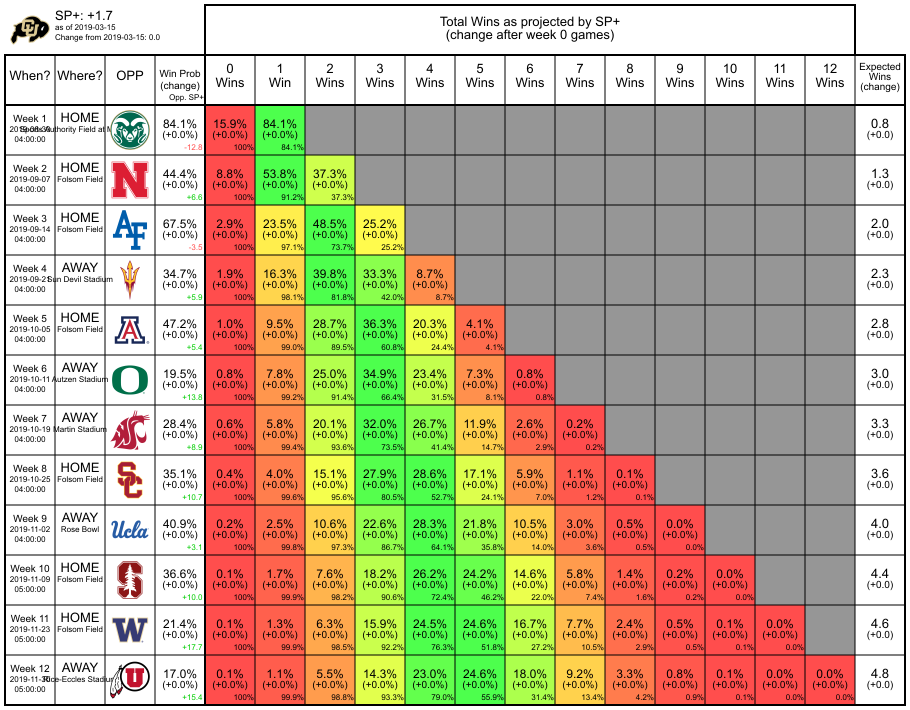 SP+: +1.7
as of 2019-03-15
Change from 2019-03-15: 0.0
CU
Total Wins as projected by SP+
(change after week 0 games)
When? Where? OPP Win Prob (change) Opp. SP+ 0 Wins 1 Win 2 Wins 3 Wins 4 Wins 5 Wins 6 Wins 7 Wins 8 Wins 9 Wins 10 Wins 11 Wins 12 Wins Expected Wins (change)
Week 1 HOME 84.1% 15.9% 84.1% 0.8
Authority Field at (+0.0%) (+0.0%) (+0.0%) (+0.0)
04:00:00 -12.8 100% 84.1%
Week 2 HOME 44.4% 8.8% 53.8% 37.3% 1.3
2019-09-07 Folsom Field N (+0.0%) (+0.0%) (+0.0%) (+0.0%) (+0.0)
04:00:00 +6.6 100% 91.2% 37.3%
Week 3 HOME 67.5% 2.9% 23.5% 48.5% 25.2% 2.0
2019-09-14 Folsom Field AF (+0.0%) (+0.0%) (+0.0%) (+0.0%) (+0.0%) (+0.0)
04:00:00 -3.5 100% 97.1% 73.7% 25.2%
Week 4 AWAY 34.7% 1.9% 16.3% 39.8% 33.3% 8.7% 2.3
Sun Devil Stadium (+0.0%) (+0.0%) (+0.0%) (+0.0%) (+0.0%) (+0.0%) (+0.0)
04:00:00 +5.9 100% 98.1% 81.8% 42.0% 8.7%
Week 5 HOME 47.2% 1.0% 9.5% 28.7% 36.3% 20.3% 4.1% 2.8
2019-10-05 Folsom Field A (+0.0%) (+0.0%) (+0.0%) (+0.0%) (+0.0%) (+0.0%) (+0.0%) (+0.0)
04:00:00 +5.4 100% 99.0% 89.5% 60.8% 24.4% 4.1%
Week 6 AWAY 19.5% 0.8% 7.8% 25.0% 34.9% 23.4% 7.3% 0.8% 3.0
2019-10-11 Autzen Stadium O (+0.0%) (+0.0%) (+0.0%) (+0.0%) (+0.0%) (+0.0%) (+0.0%) (+0.0%) (+0.0)
04:00:00 +13.8 100% 99.2% 91.4% 66.4% 31.5% 8.1% 0.8%
Week 7 AWAY 28.4% 0.6% 5.8% 20.1% 32.0% 26.7% 11.9% 2.6% 0.2% 3.3
2019-10-19 Martin Stadium (+0.0%) (+0.0%) (+0.0%) (+0.0%) (+0.0%) (+0.0%) (+0.0%) (+0.0%) (+0.0%) (+0.0)
04:00:00 +8.9 100% 99.4% 93.6% 73.5% 41.4% 14.7% 2.9% 0.2%
Week 8 HOME 35.1% 0.4% 4.0% 15.1% 27.9% 28.6% 17.1% 5.9% 1.1% 0.1% 3.6
2019-10-25 Folsom Field SC (+0.0%) (+0.0%) (+0.0%) (+0.0%) (+0.0%) (+0.0%) (+0.0%) (+0.0%) (+0.0%) (+0.0%) (+0.0)
04:00:00 +10.7 100% 99.6% 95.6% 80.5% 52.7% 24.1% 7.0% 1.2% 0.1%
Week 9 AWAY 40.9% 0.2% 2.5% 10.6% 22.6% 28.3% 21.8% 10.5% 3.0% 0.5% 0.0% 4.0
2019-11-02 Rose Bowl Ucla (+0.0%) (+0.0%) (+0.0%) (+0.0%) (+0.0%) (+0.0%) (+0.0%) (+0.0%) (+0.0%) (+0.0%) (+0.0%) (+0.0)
04:00:00 +3.1 100% 99.8% 97.3% 86.7% 64.1% 35.8% 14.0% 3.6% 0.5% 0.0%
Week 10 HOME 36.6% 0.1% 1.7% 7.6% 18.2% 26.2% 24.2% 14.6% 5.8% 1.4% 0.2% 0.0% 4.4
2019-11-09 Folsom Field S (+0.0%) (+0.0%) (+0.0%) (+0.0%) (+0.0%) (+0.0%) (+0.0%) (+0.0%) (+0.0%) (+0.0%) (+0.0%) (+0.0%) (+0.0)
05:00:00 +10.0 100% 99.9% 98.2% 90.6% 72.4% 46.2% 22.0% 7.4% 1.6% 0.2% 0.0%
Week 11 HOME 21.4% 0.1% 1.3% 6.3% 15.9% 24.5% 24.6% 16.7% 7.7% 2.4% 0.5% 0.1% 0.0% 4.6
2019-11-23 Folsom Field W (+0.0%) (+0.0%) (+0.0%) (+0.0%) (+0.0%) (+0.0%) (+0.0%) (+0.0%) (+0.0%) (+0.0%) (+0.0%) (+0.0%) (+0.0%) (+0.0)
05:00:00 +17.7 100% 99.9% 98.5% 92.2% 76.3% 51.8% 27.2% 10.5% 2.9% 0.5% 0.1% 0.0%
Week 12 AWAY 17.0% 0.1% 1.1% 5.5% 14.3% 23.0% 24.6% 18.0% 9.2% 3.3% 0.8% 0.1% 0.0% 0.0% 4.8
Rice-Eccles Stadium U (+0.0%) (+0.0%) (+0.0%) (+0.0%) (+0.0%) (+0.0%) (+0.0%) (+0.0%) (+0.0%) (+0.0%) (+0.0%) (+0.0%) (+0.0%) (+0.0%) (+0.0)
05:00:00 +15.4 100% 99.9% 98.8% 93.3% 79.0% 55.9% 31.4% 13.4% 4.2% 0.9% 0.1% 0.0% 0.0%